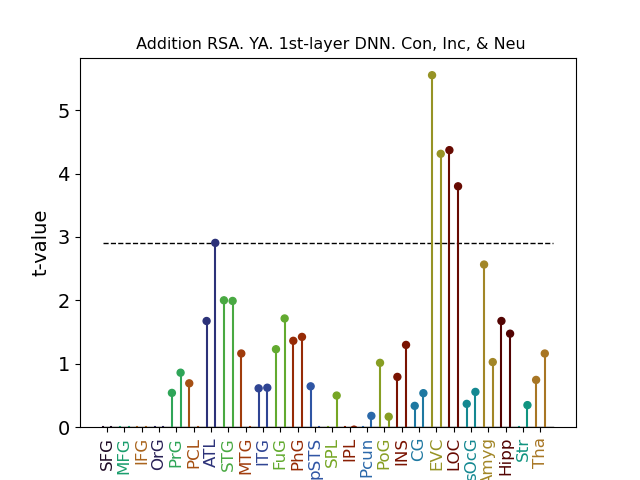 Addition RSA. YA. 1st-layer DNN. Con, Inc, & Neu
t-value
5
4
3
2
1
0
SFG MFG IFG OrG PrG PCL ATL STG MTG ITG FuG PhG pSTS SPL IPL Pcun PoG INS CG EVC LOC sOcG Amyg Hipp Str Tha